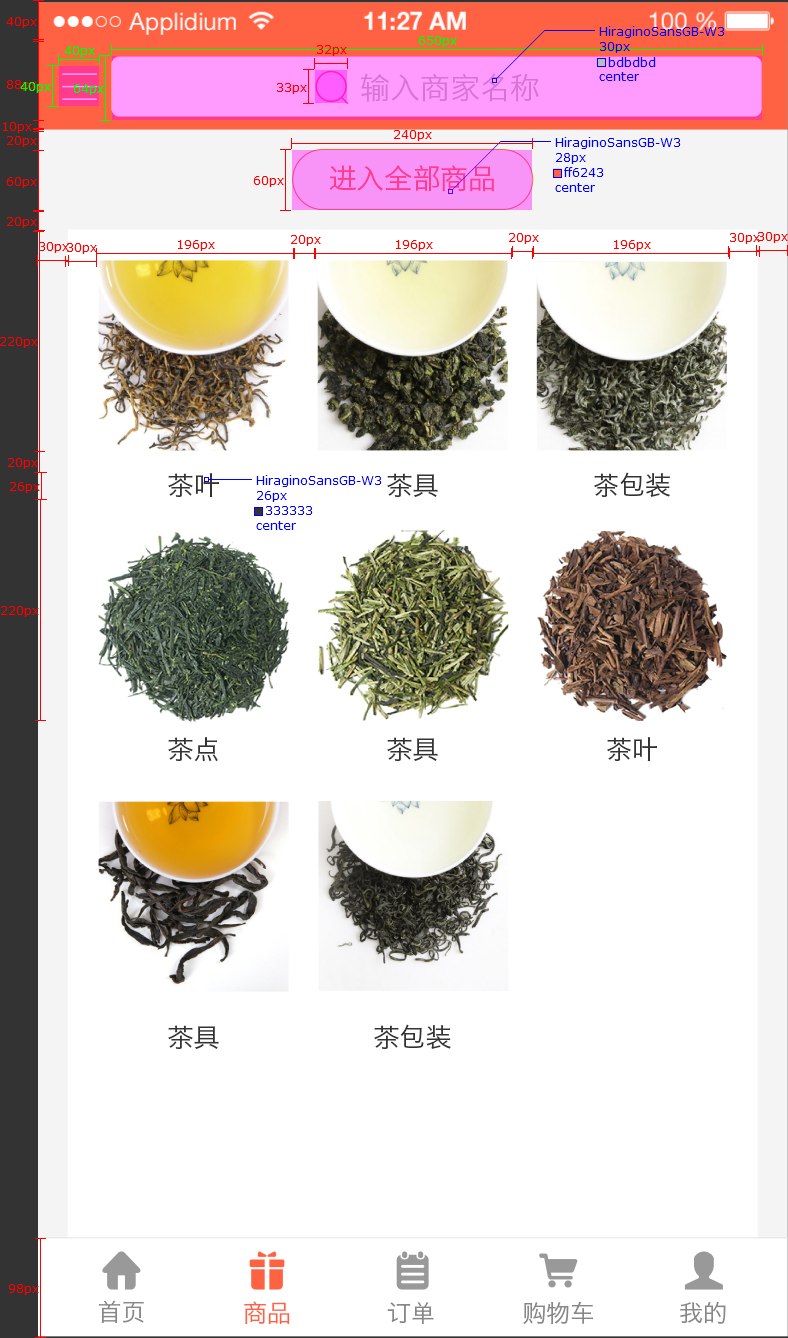 40px
Applidium
11:27 AM
100 %
650px
HiraginoSansGB-W3
30px
bdbdbd
center
40px
32px
88px
40px
64px
33px
输入商家名称
10px
20px
240px
HiraginoSansGB-W3
28px
ff6243
center
60px
60px
进入全部商品
20px
30px
30px
196px
20px
196px
20px
196px
30px
30px
220px
20px
26px
茶叶
HiraginoSansGB-W3
26px
333333
center
茶具
茶包装
220px
茶点
茶具
茶叶
茶具
茶包装
98px
首页
商品
订单
购物车
我的